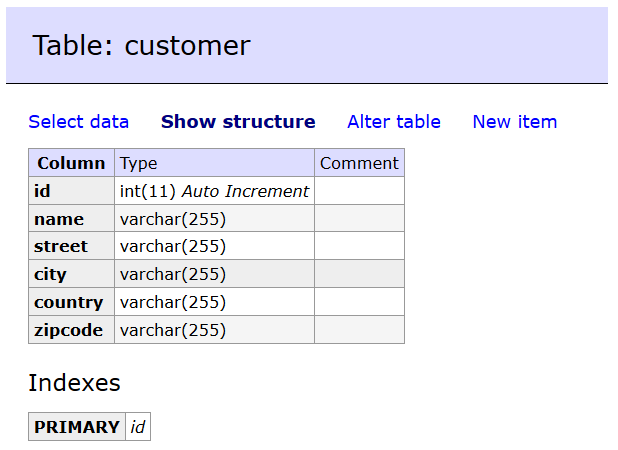 Table: customer
Select data Show structure Alter table New item
Column Type Comment
id int(11) Auto Increment
name varchar(255)
street varchar(255)
city varchar(255)
country varchar(255)
zipcode varchar(255)
Indexes
PRIMARY id